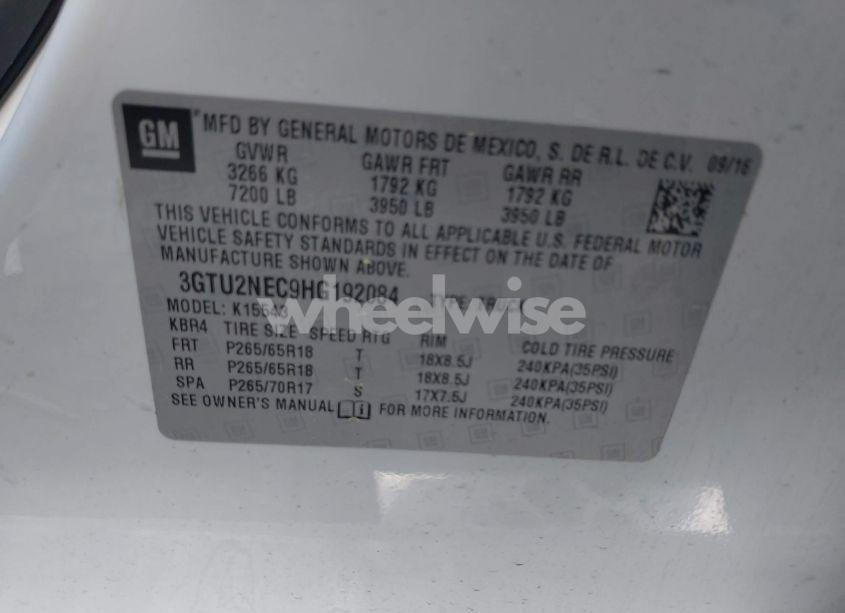 GM
MFD BY GENERAL MOTORS DE MEXICO, S. DE R.L. DE C.V. 09/16
GVWR GAWR FRT GAWR RR
3266 KG 1792 KG 1792 KG
7200 LB 3950 LB 3950 LB
THIS VEHICLE CONFORMS TO ALL APPLICABLE U.S. FEDERAL MOTOR
VEHICLE SAFETY STANDARDS IN EFFECT ON THE DATE OF
MANUFACTURE SHOWN ABOVE.
3GTU2NEC9HG192084 TYPE: TRUCK
MODEL: K15543
wheelwise
KBR4 TIRE SIZE SPEED RTG RIM COLD TIRE PRESSURE
FRT P265/65R18 T 18X8.5J 240KPA(35PSI)
RR P265/65R18 T 18X8.5J 240KPA(35PSI)
SPA P265/70R17 S 17X7.5J 240KPA(35PSI)
SEE OWNER'S MANUAL FOR MORE INFORMATION.